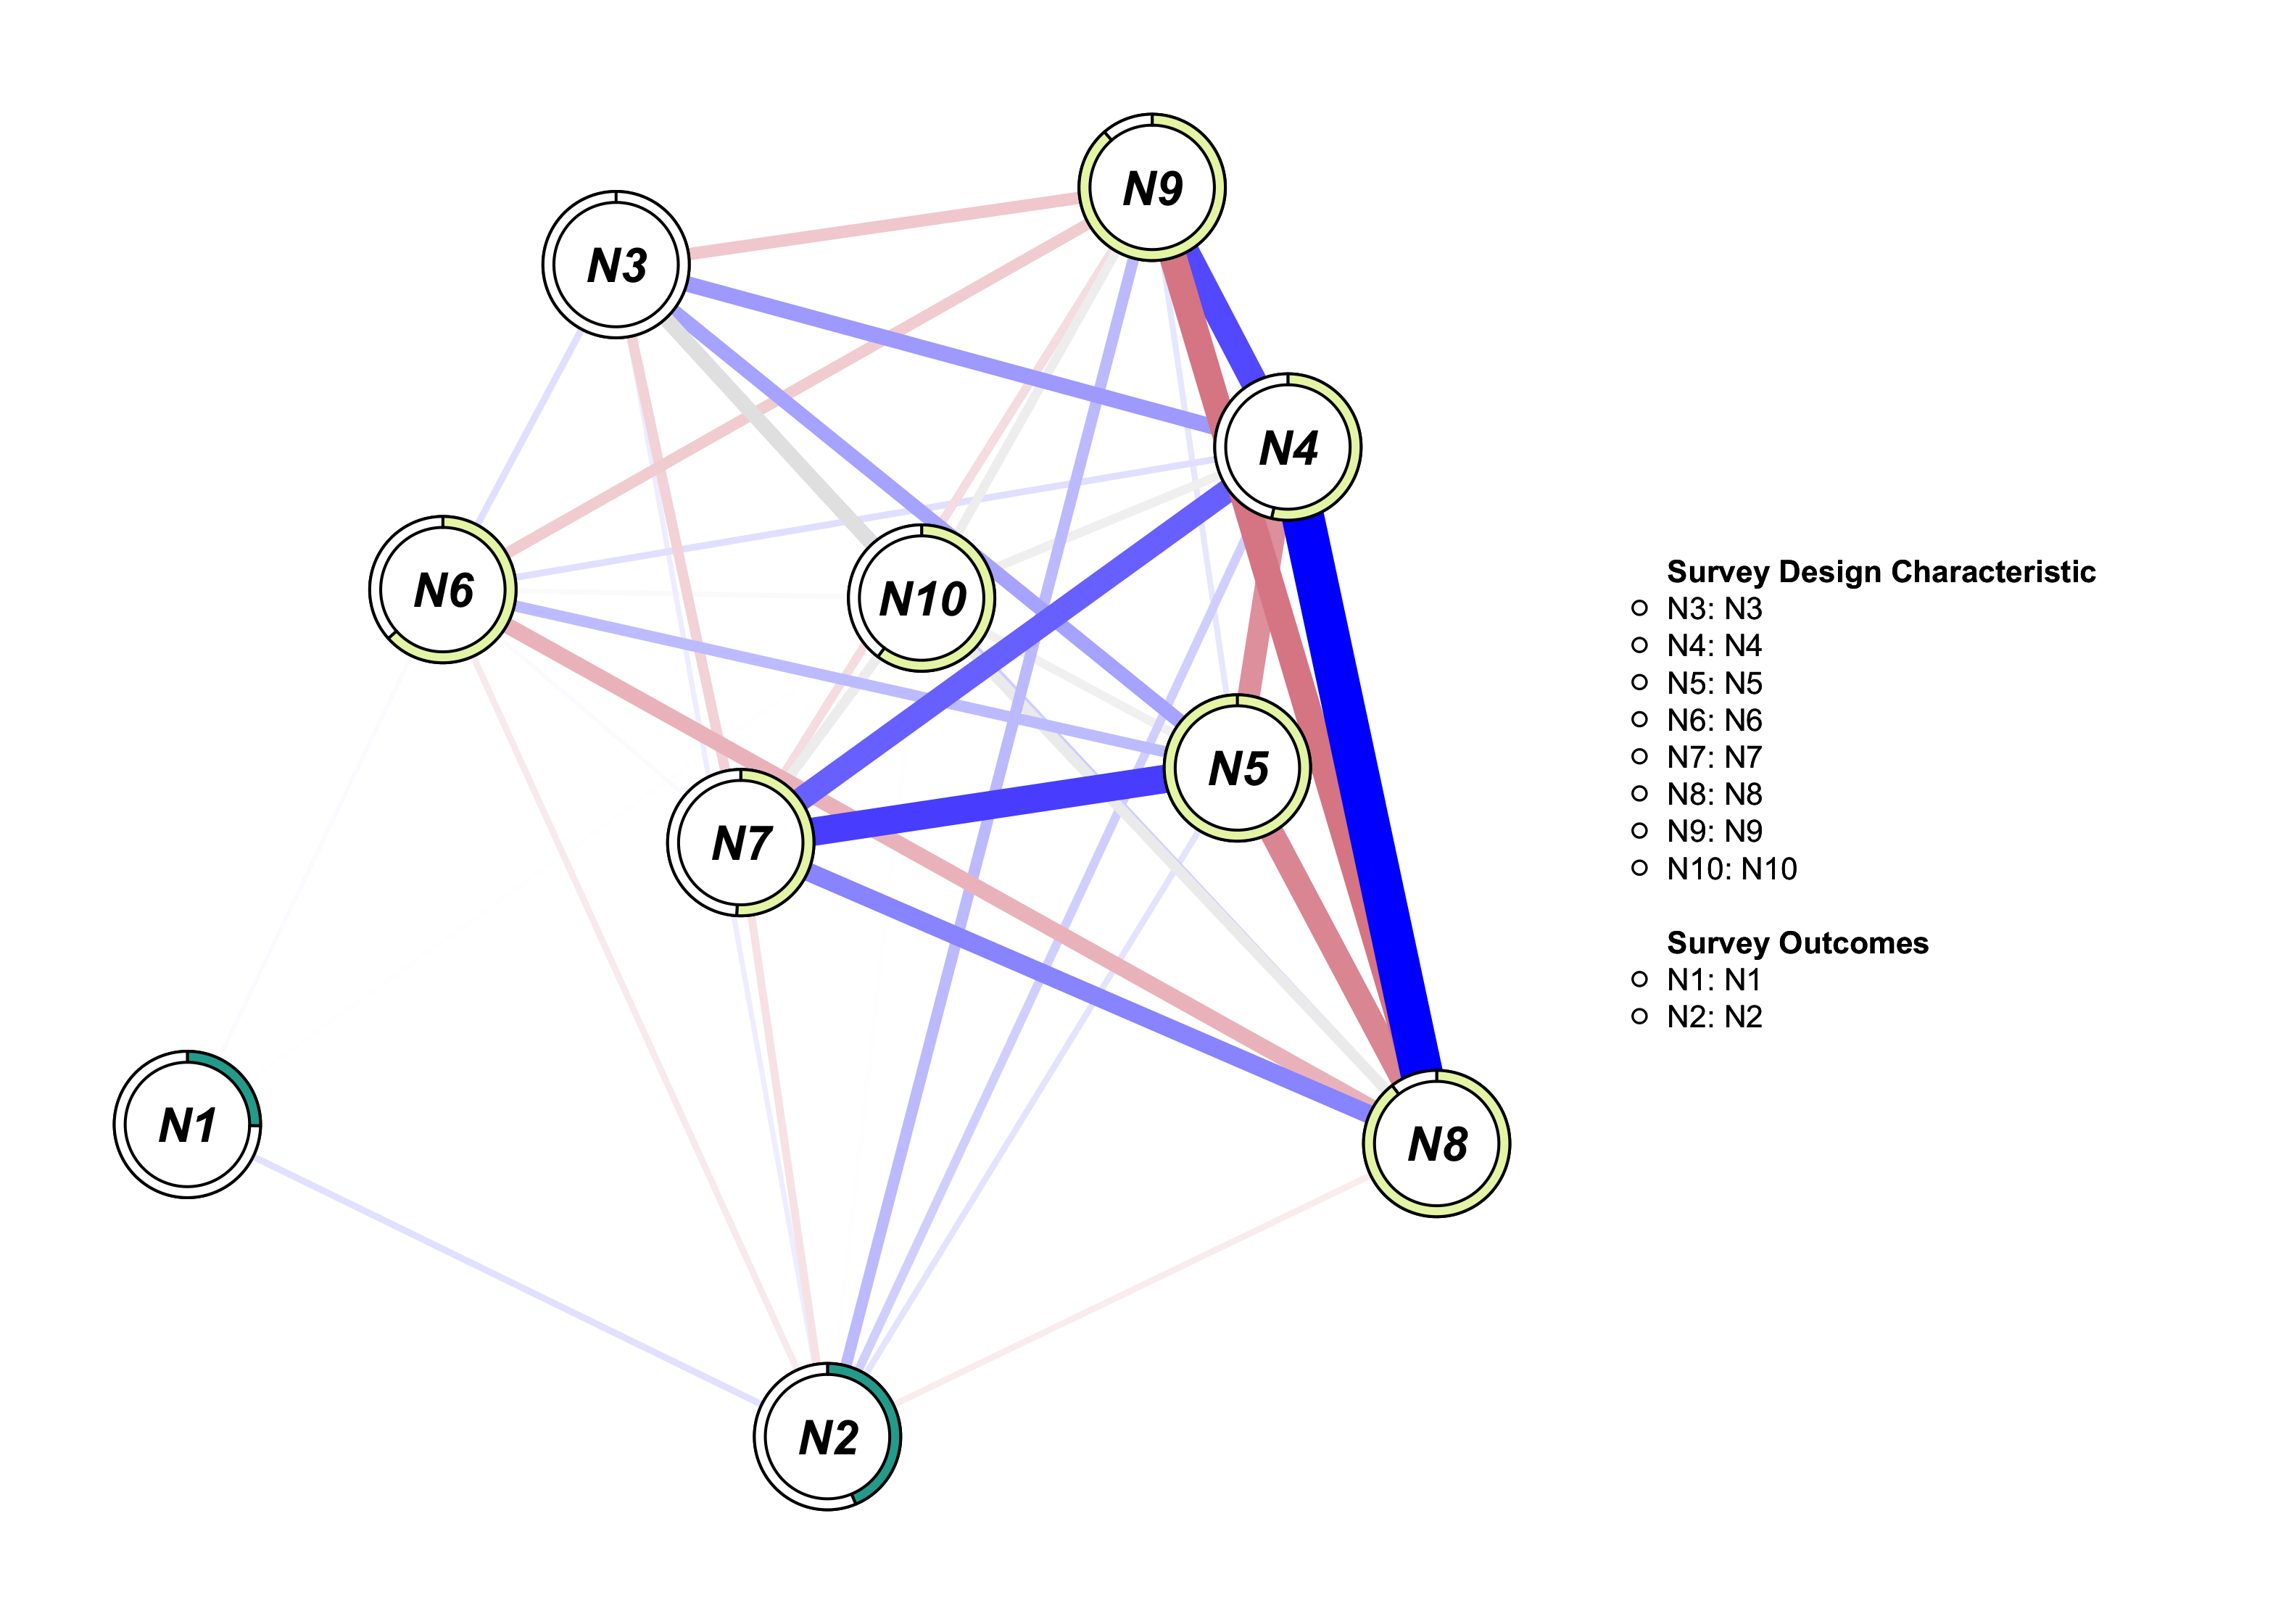 N9
N3
N4
N6
N10
N5
N7
N1
N8
N2
Survey Design Characteristic
N3: N3
N4: N4
N5: N5
N6: N6
N7: N7
N8: N8
N9: N9
N10: N10
Survey Outcomes
N1: N1
N2: N2